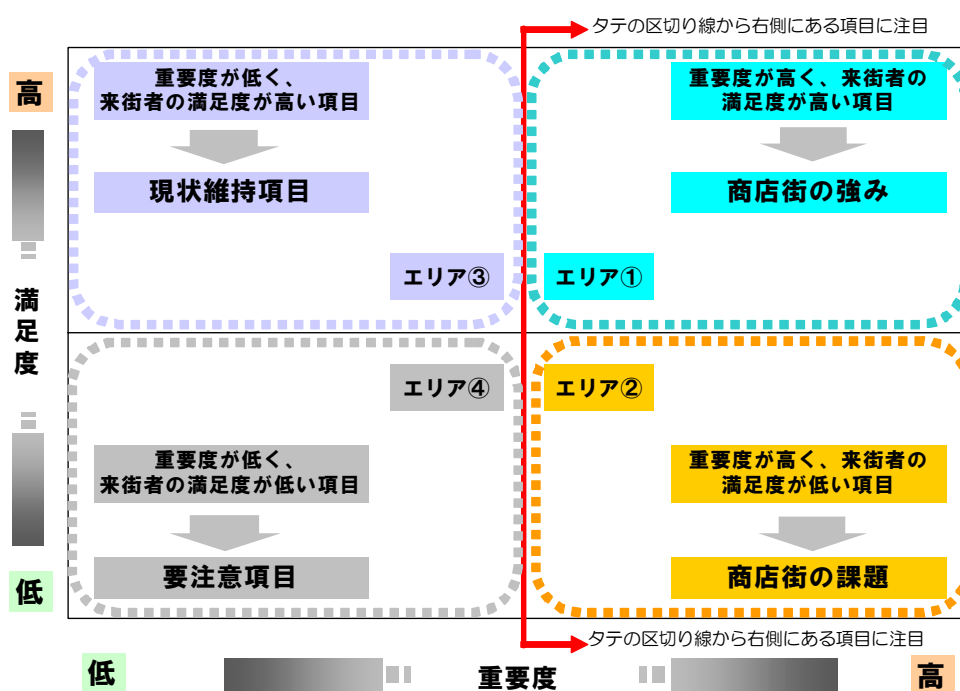 タテの区切り線から右側にある項目に注目
高
重要度が低く、
来街者の満足度が高い項目
現状維持項目
エリア③
重要度が高く、来街者の
満足度が高い項目
商店街の強み
エリア①
満足度
エリア④
重要度が低く、
来街者の満足度が低い項目
要注意項目
エリア②
重要度が高く、来街者の
満足度が低い項目
商店街の課題
低
タテの区切り線から右側にある項目に注目
低
重要度
高